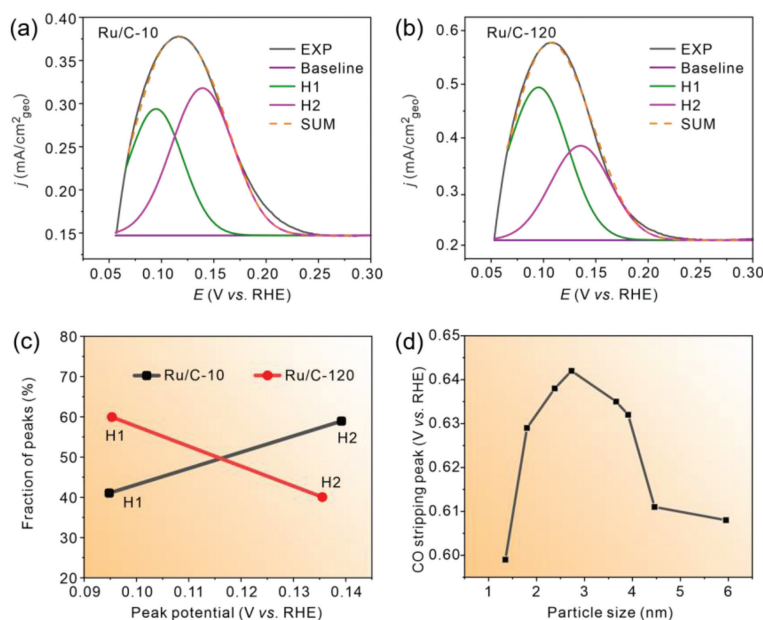 (a)
Ru/C-10
EXP
Baseline
H1
H2
SUM
j (mA/cm²geo)
0.40
0.35
0.30
0.25
0.20
0.15
0.10
0.05 0.10 0.15 0.20 0.25 0.30
E (V vs. RHE)
(b)
Ru/C-120
EXP
Baseline
H1
H2
SUM
j (mA/cm²geo)
0.6
0.5
0.4
0.3
0.2
0.05 0.10 0.15 0.20 0.25 0.30
E (V vs. RHE)
(c)
Ru/C-10 Ru/C-120
H1
H2
H1
H2
Fraction of peaks (%)
80
70
60
50
40
30
20
0.09 0.10 0.11 0.12 0.13 0.14
Peak potential (V vs. RHE)
(d)
CO stripping peak (V vs. RHE)
0.65
0.64
0.63
0.62
0.61
0.60
1 2 3 4 5 6
Particle size (nm)